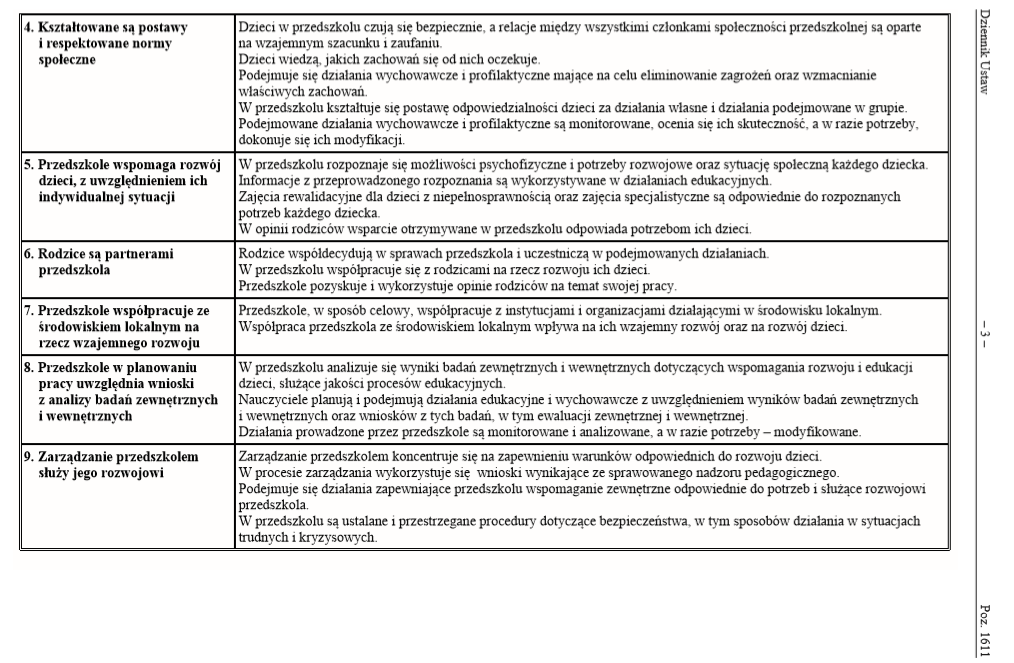 Dziennik Ustaw
– 3 –
Poz. 1611
4. Kształtowane są postawy
i respektowane normy
społeczne
Dzieci w przedszkolu czują się bezpiecznie, a relacje między wszystkimi członkami społeczności przedszkolnej są oparte
na wzajemnym szacunku i zaufaniu.
Dzieci wiedzą, jakich zachowań się od nich oczekuje.
Podejmuje się działania wychowawcze i profilaktyczne mające na celu eliminowanie zagrożeń oraz wzmacnianie
właściwych zachowań.
W przedszkolu kształtuje się postawę odpowiedzialności dzieci za działania własne i działania podejmowane w grupie.
Podejmowane działania wychowawcze i profilaktyczne są monitorowane, ocenia się ich skuteczność, a w razie potrzeby,
dokonuje się ich modyfikacji.
5. Przedszkole wspomaga rozwój
dzieci, z uwzględnieniem ich
indywidualnej sytuacji
W przedszkolu rozpoznaje się możliwości psychofizyczne i potrzeby rozwojowe oraz sytuację społeczną każdego dziecka.
Informacje z przeprowadzonego rozpoznania są wykorzystywane w działaniach edukacyjnych.
Zajęcia rewalidacyjne dla dzieci z niepełnosprawnością oraz zajęcia specjalistyczne są odpowiednie do rozpoznanych
potrzeb każdego dziecka.
W opinii rodziców wsparcie otrzymywane w przedszkolu odpowiada potrzebom ich dzieci.
6. Rodzice są partnerami
przedszkola
Rodzice współdecydują w sprawach przedszkola i uczestniczą w podejmowanych działaniach.
W przedszkolu współpracuje się z rodzicami na rzecz rozwoju ich dzieci.
Przedszkole pozyskuje i wykorzystuje opinie rodziców na temat swojej pracy.
7. Przedszkole współpracuje ze
środowiskiem lokalnym na
rzecz wzajemnego rozwoju
Przedszkole, w sposób celowy, współpracuje z instytucjami i organizacjami działającymi w środowisku lokalnym.
Współpraca przedszkola ze środowiskiem lokalnym wpływa na ich wzajemny rozwój oraz na rozwój dzieci.
8. Przedszkole w planowaniu
pracy uwzględnia wnioski
z analizy badań zewnętrznych
i wewnętrznych
W przedszkolu analizuje się wyniki badań zewnętrznych i wewnętrznych dotyczących wspomagania rozwoju i edukacji
dzieci, służące jakości procesów edukacyjnych.
Nauczyciele planują i podejmują działania edukacyjne i wychowawcze z uwzględnieniem wyników badań zewnętrznych
i wewnętrznych oraz wniosków z tych badań, w tym ewaluacji zewnętrznej i wewnętrznej.
Działania prowadzone przez przedszkole są monitorowane i analizowane, a w razie potrzeby – modyfikowane.
9. Zarządzanie przedszkolem
służy jego rozwojowi
Zarządzanie przedszkolem koncentruje się na zapewnieniu warunków odpowiednich do rozwoju dzieci.
W procesie zarządzania wykorzystuje się wnioski wynikające ze sprawowanego nadzoru pedagogicznego.
Podejmuje się działania zapewniające przedszkolu wspomaganie zewnętrzne odpowiednie do potrzeb i służące rozwojowi
przedszkola.
W przedszkolu są ustalane i przestrzegane procedury dotyczące bezpieczeństwa, w tym sposobów działania w sytuacjach
trudnych i kryzysowych.